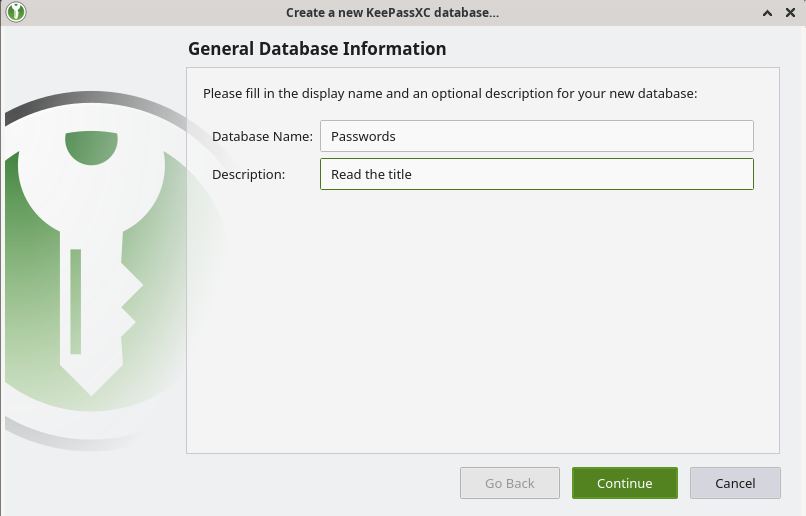 Create a new KeePassXC database...
General Database Information
Please fill in the display name and an optional description for your new database:
Database Name: Passwords
Description: Read the title
Go Back Continue Cancel